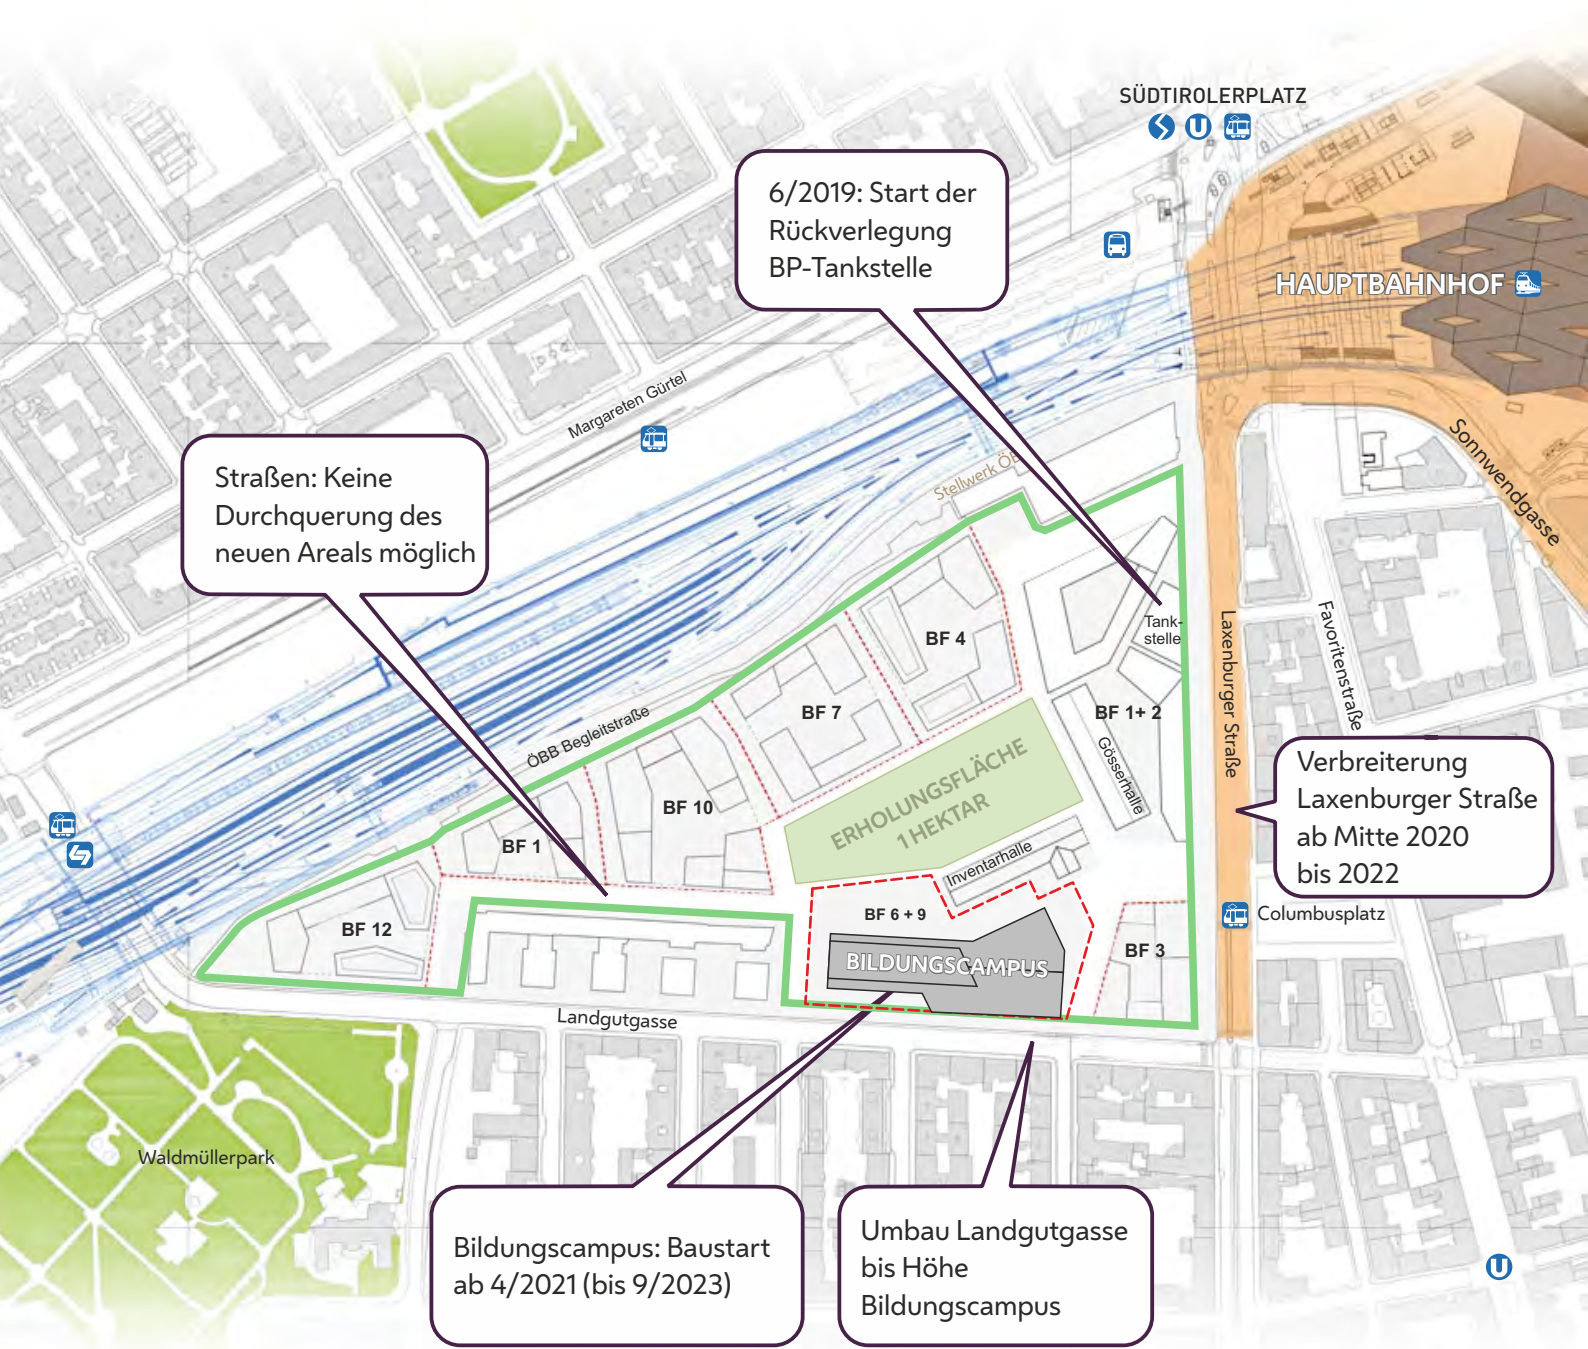 SÜDTIROLERPLATZ
U
6/2019: Start der
Rückverlegung
BP-Tankstelle
HAUPTBAHNHOF
Margareten Gürtel
Sonnwendgasse
Straßen: Keine
Durchquerung des
neuen Areals möglich
Stellwerk ÖB
Tank-
stelle
BF 4
Laxenburger Straße
Favoritenstraße
BF 7
BF 1+ 2
ÖBB Begleitstraße
Gösserhalle
ERHOLUNGSFLÄCHE
1 HEKTAR
Verbreiterung
Laxenburger Straße
ab Mitte 2020
bis 2022
BF 10
BF 1
Inventarhalle
BF 6 + 9
Columbusplatz
BF 12
BF 3
BILDUNGSCAMPUS
Landgutgasse
Waldmüllerpark
Bildungscampus: Baustart
ab 4/2021 (bis 9/2023)
Umbau Landgutgasse
bis Höhe
Bildungscampus
U